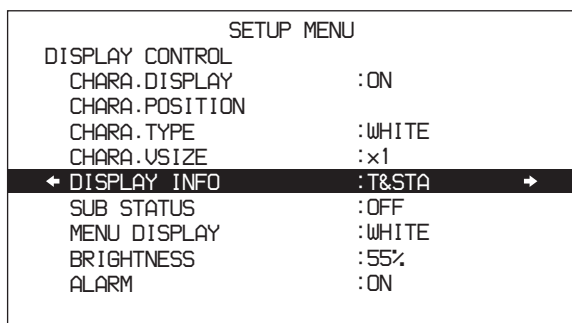 SETUP MENU
DISPLAY CONTROL
CHARA.DISPLAY :ON
CHARA.POSITION
CHARA.TYPE :WHITE
CHARA.VSIZE :×1
← DISPLAY INFO :T&STA →
SUB STATUS :OFF
MENU DISPLAY :WHITE
BRIGHTNESS :55%
ALARM :ON